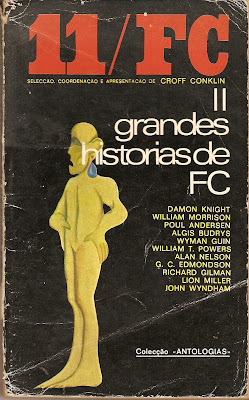 11/FC
SELECÇÃO, COORDENAÇÃO E APRESENTAÇÃO DE CROFF CONKLIN
11
grandes
historias de
FC
DAMON KNIGHT
WILLIAM MORRISON
POUL ANDERSEN
ALGIS BUDRYS
WYMAN GUIN
WILLIAM T. POWERS
ALAN NELSON
G. C. EDMONDSON
RICHARD GILMAN
LION MILLER
JOHN WYNDHAM
Colecção -ANTOLOGIAS-